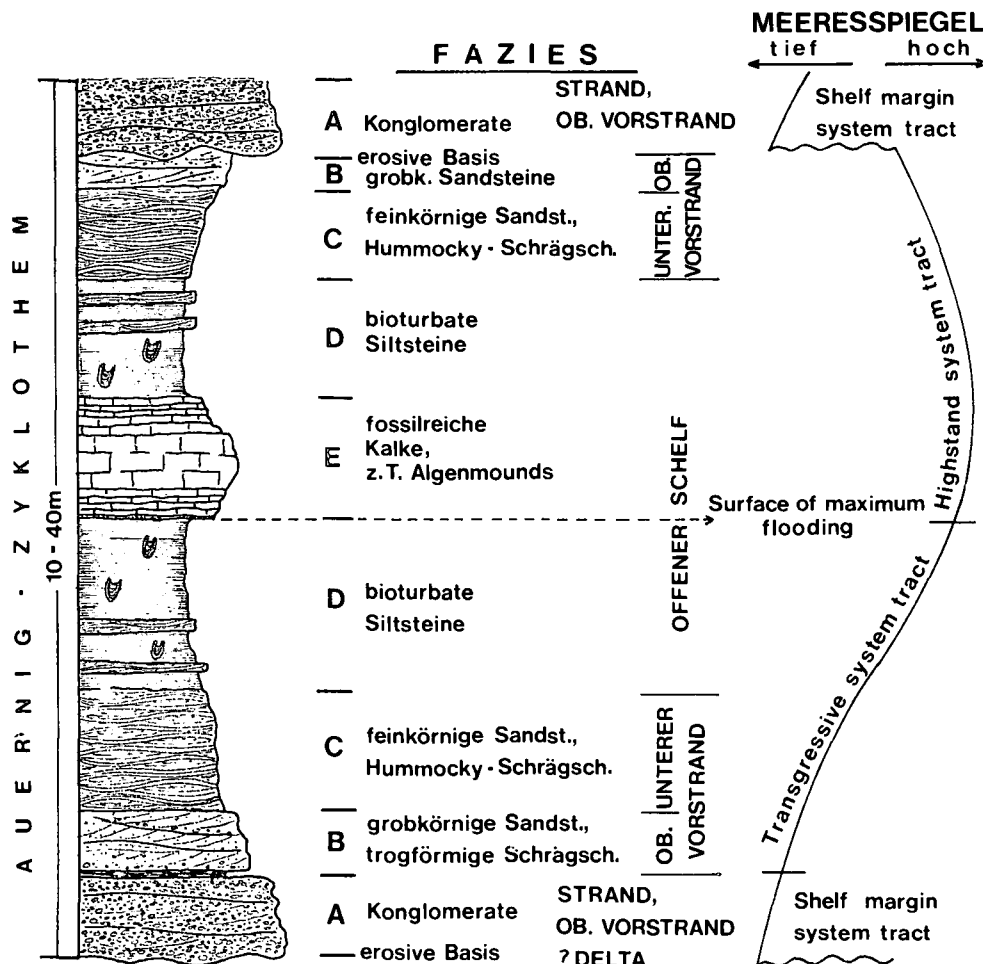 MEERESSPIEGEL
tief hoch
FAZIES
AUERNIG - ZYKLOTHEM
10 - 40m
STRAND,
OB. VORSTRAND
A Konglomerate
erosive Basis
B grobk. Sandsteine
OB.
feinkörnige Sandst.,
C Hummocky - Schrägsch.
UNTER. VORSTRAND
D bioturbate
Siltsteine
fossilreiche
E Kalke,
z.T. Algenmounds
OFFENER SCHELF
D bioturbate
Siltsteine
C feinkörnige Sandst.,
Hummocky - Schrägsch.
UNTERER
VORSTRAND
OB.
B grobkörnige Sandst.,
trogförmige Schrägsch.
A Konglomerate
STRAND,
OB. VORSTRAND
? DELTA
erosive Basis
Shelf margin
system tract
Highstand system tract
Surface of maximum
flooding
Transgressive system tract
Shelf margin
system tract